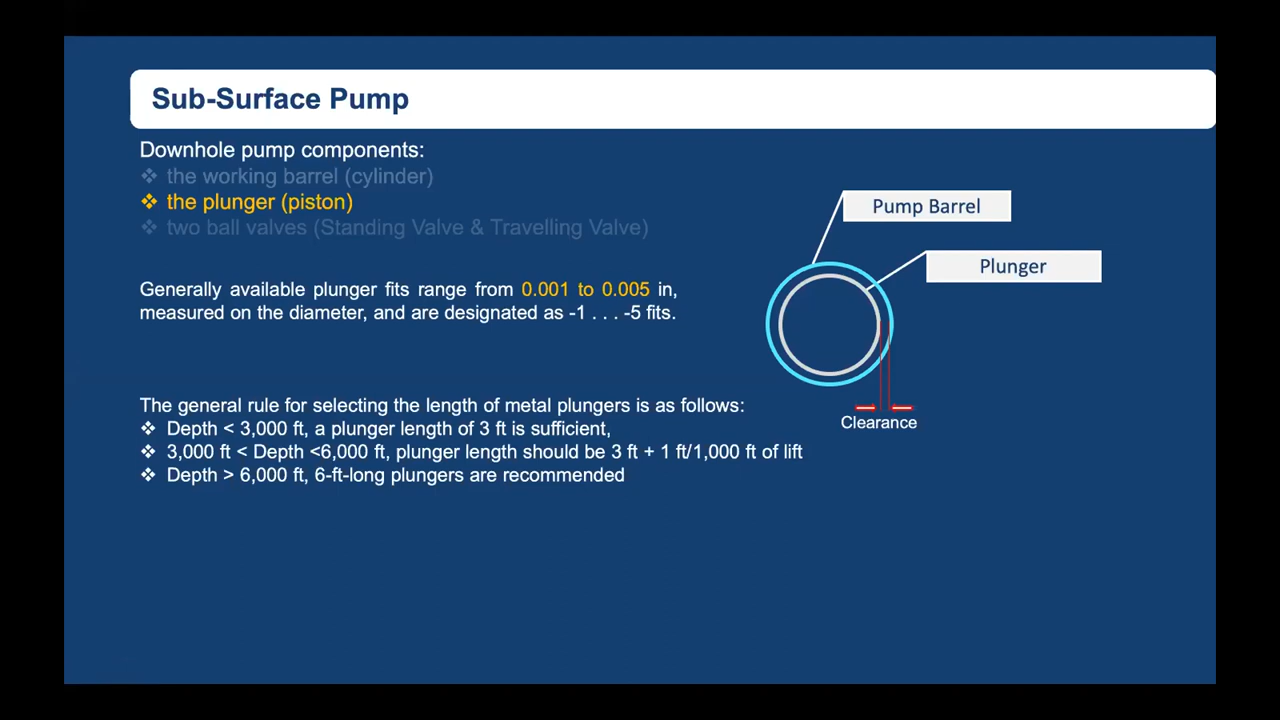 Sub-Surface Pump
Downhole pump components:
❖ the working barrel (cylinder)
❖ the plunger (piston)
❖ two ball valves (Standing Valve & Travelling Valve)
Pump Barrel
Plunger
Generally available plunger fits range from 0.001 to 0.005 in,
measured on the diameter, and are designated as -1 . . . -5 fits.
Clearance
The general rule for selecting the length of metal plungers is as follows:
❖ Depth < 3,000 ft, a plunger length of 3 ft is sufficient,
❖ 3,000 ft < Depth <6,000 ft, plunger length should be 3 ft + 1 ft/1,000 ft of lift
❖ Depth > 6,000 ft, 6-ft-long plungers are recommended